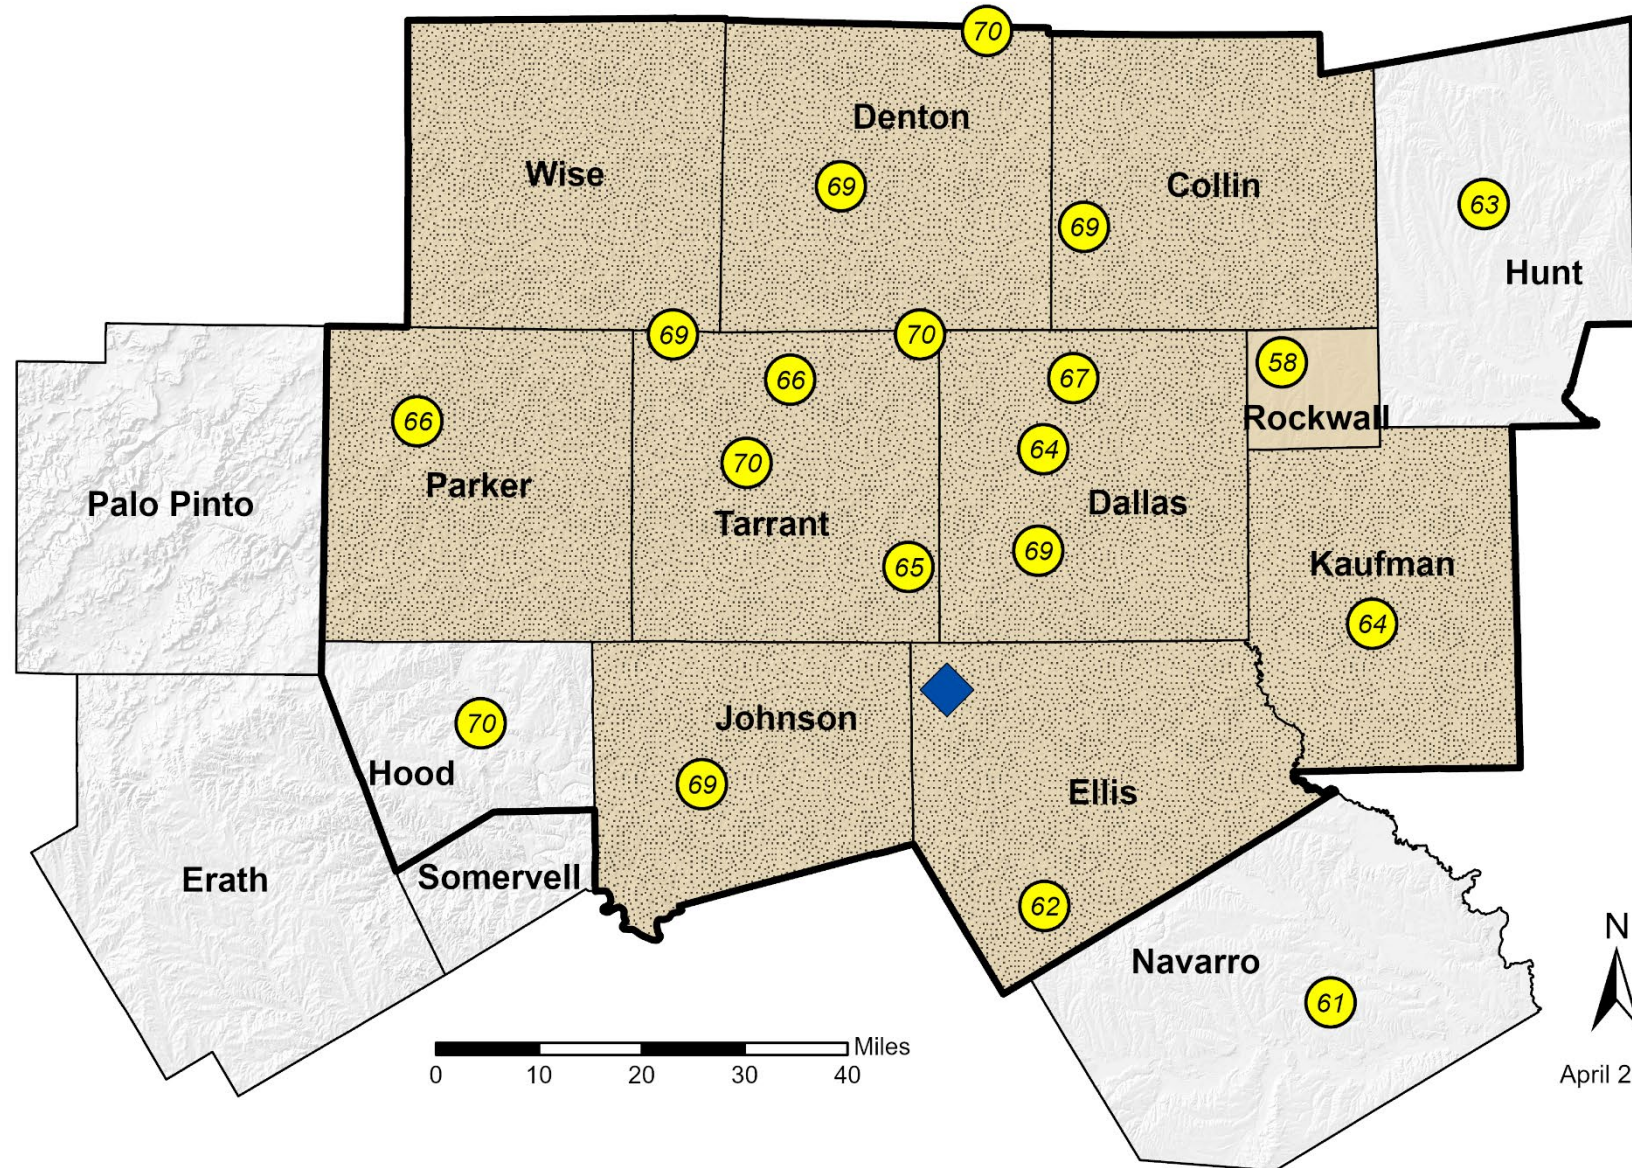 70
Denton
Wise
69
Collin
63
69
Hunt
69
70
58
66
67
66
Rockwall
64
70
Parker
Palo Pinto
Dallas
Tarrant
69
65
Kaufman
64
70
Johnson
Hood
69
Ellis
Erath
Somervell
62
N
Navarro
61
Miles
0 10 20 30 40
April 2